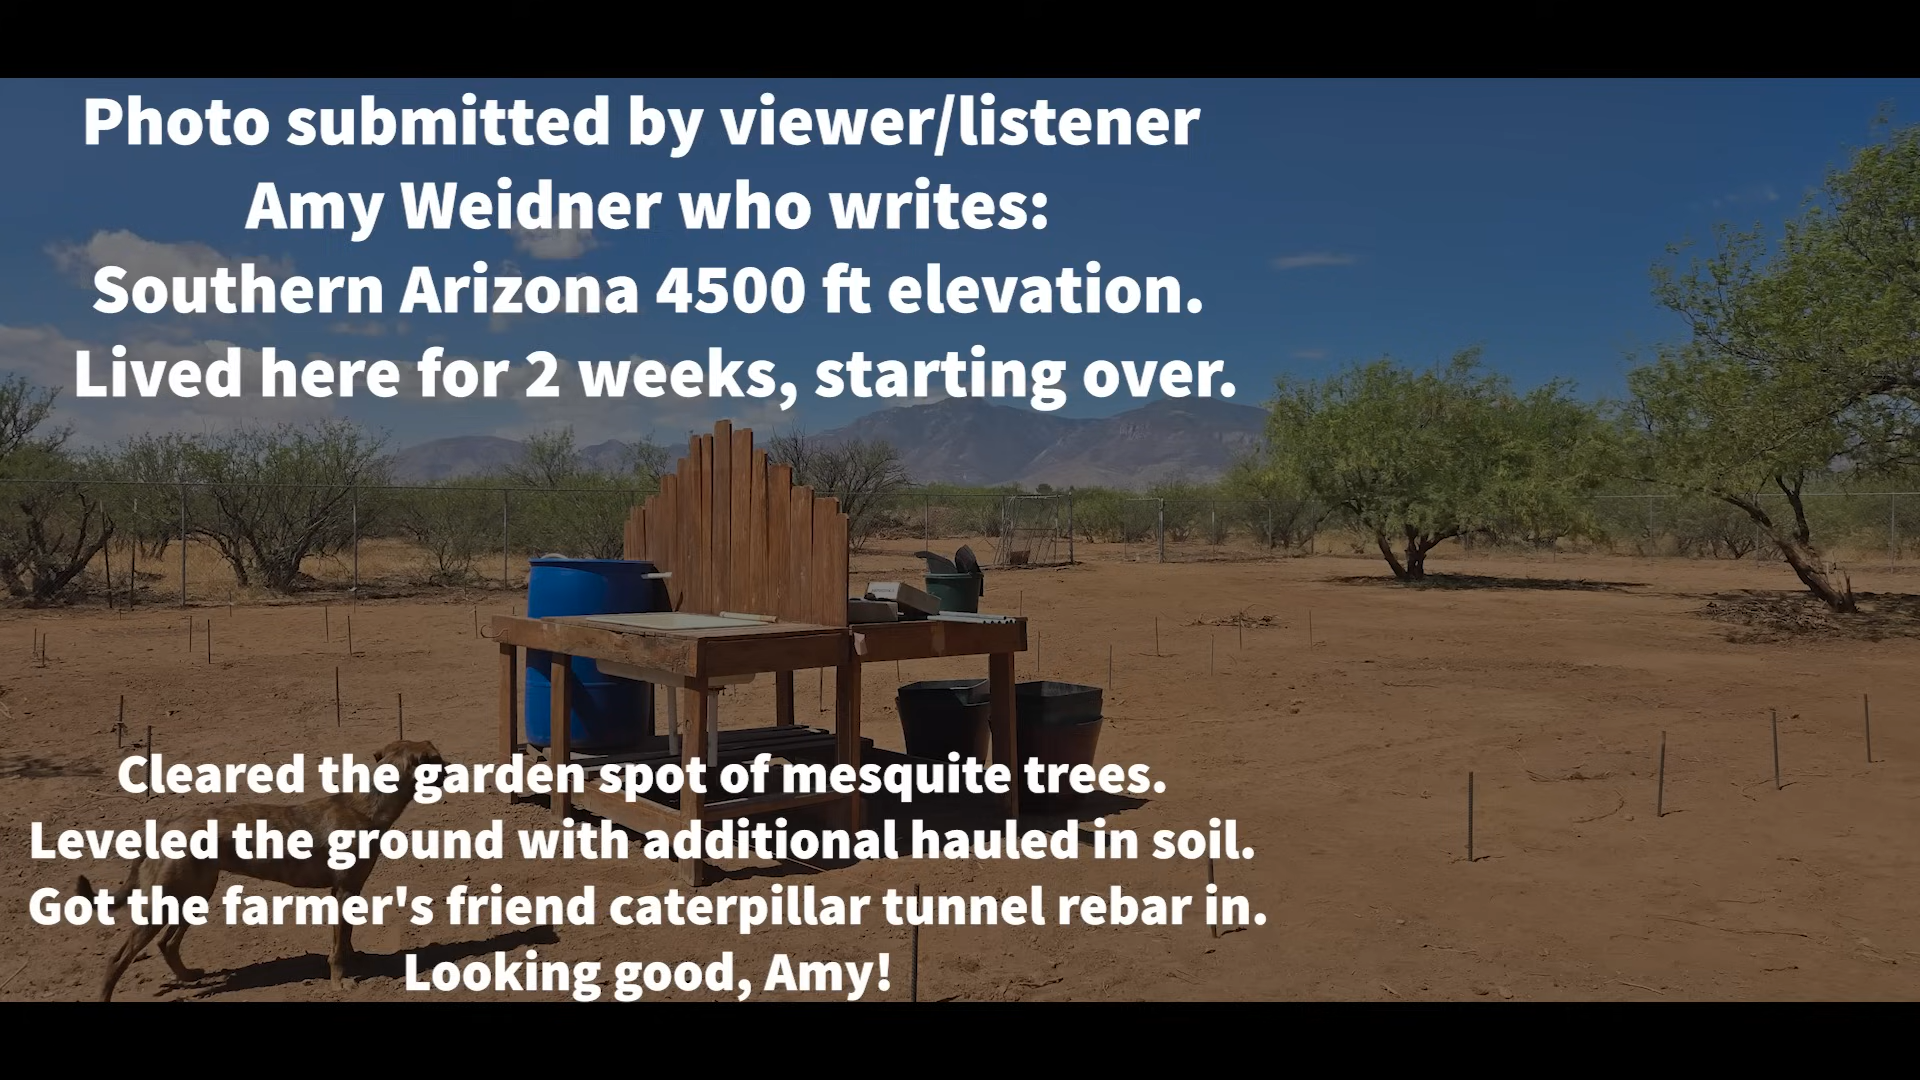 Photo submitted by viewer/listener
Amy Weidner who writes:
Southern Arizona 4500 ft elevation.
Lived here for 2 weeks, starting over.
Cleared the garden spot of mesquite trees.
Leveled the ground with additional hauled in soil.
Got the farmer's friend caterpillar tunnel rebar in.
Looking good, Amy!